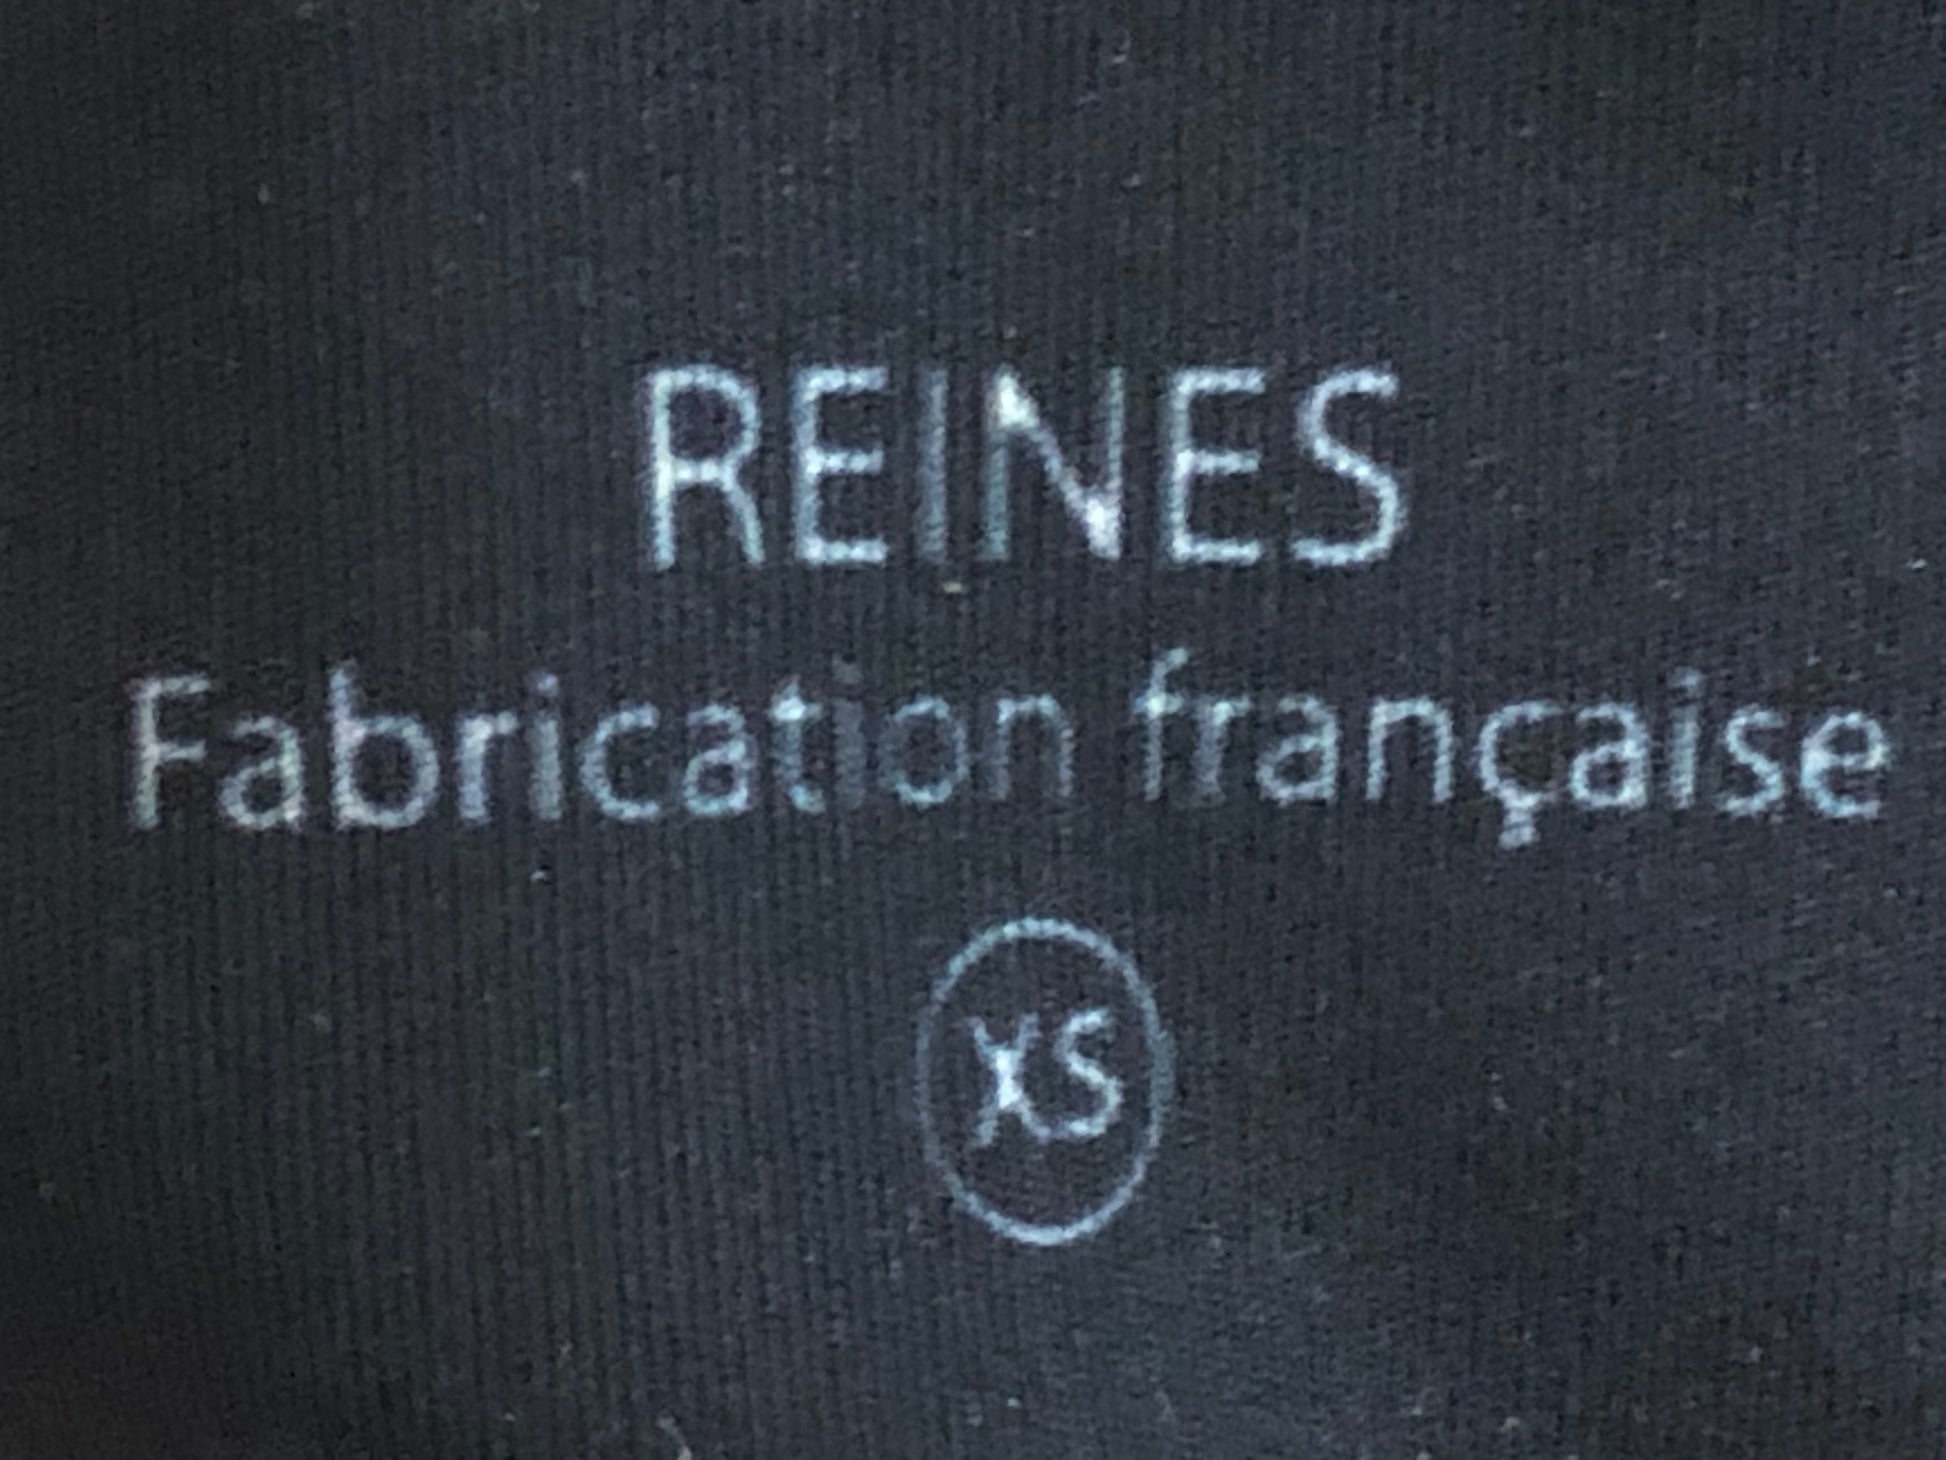 REINES
Fabrication française
XS